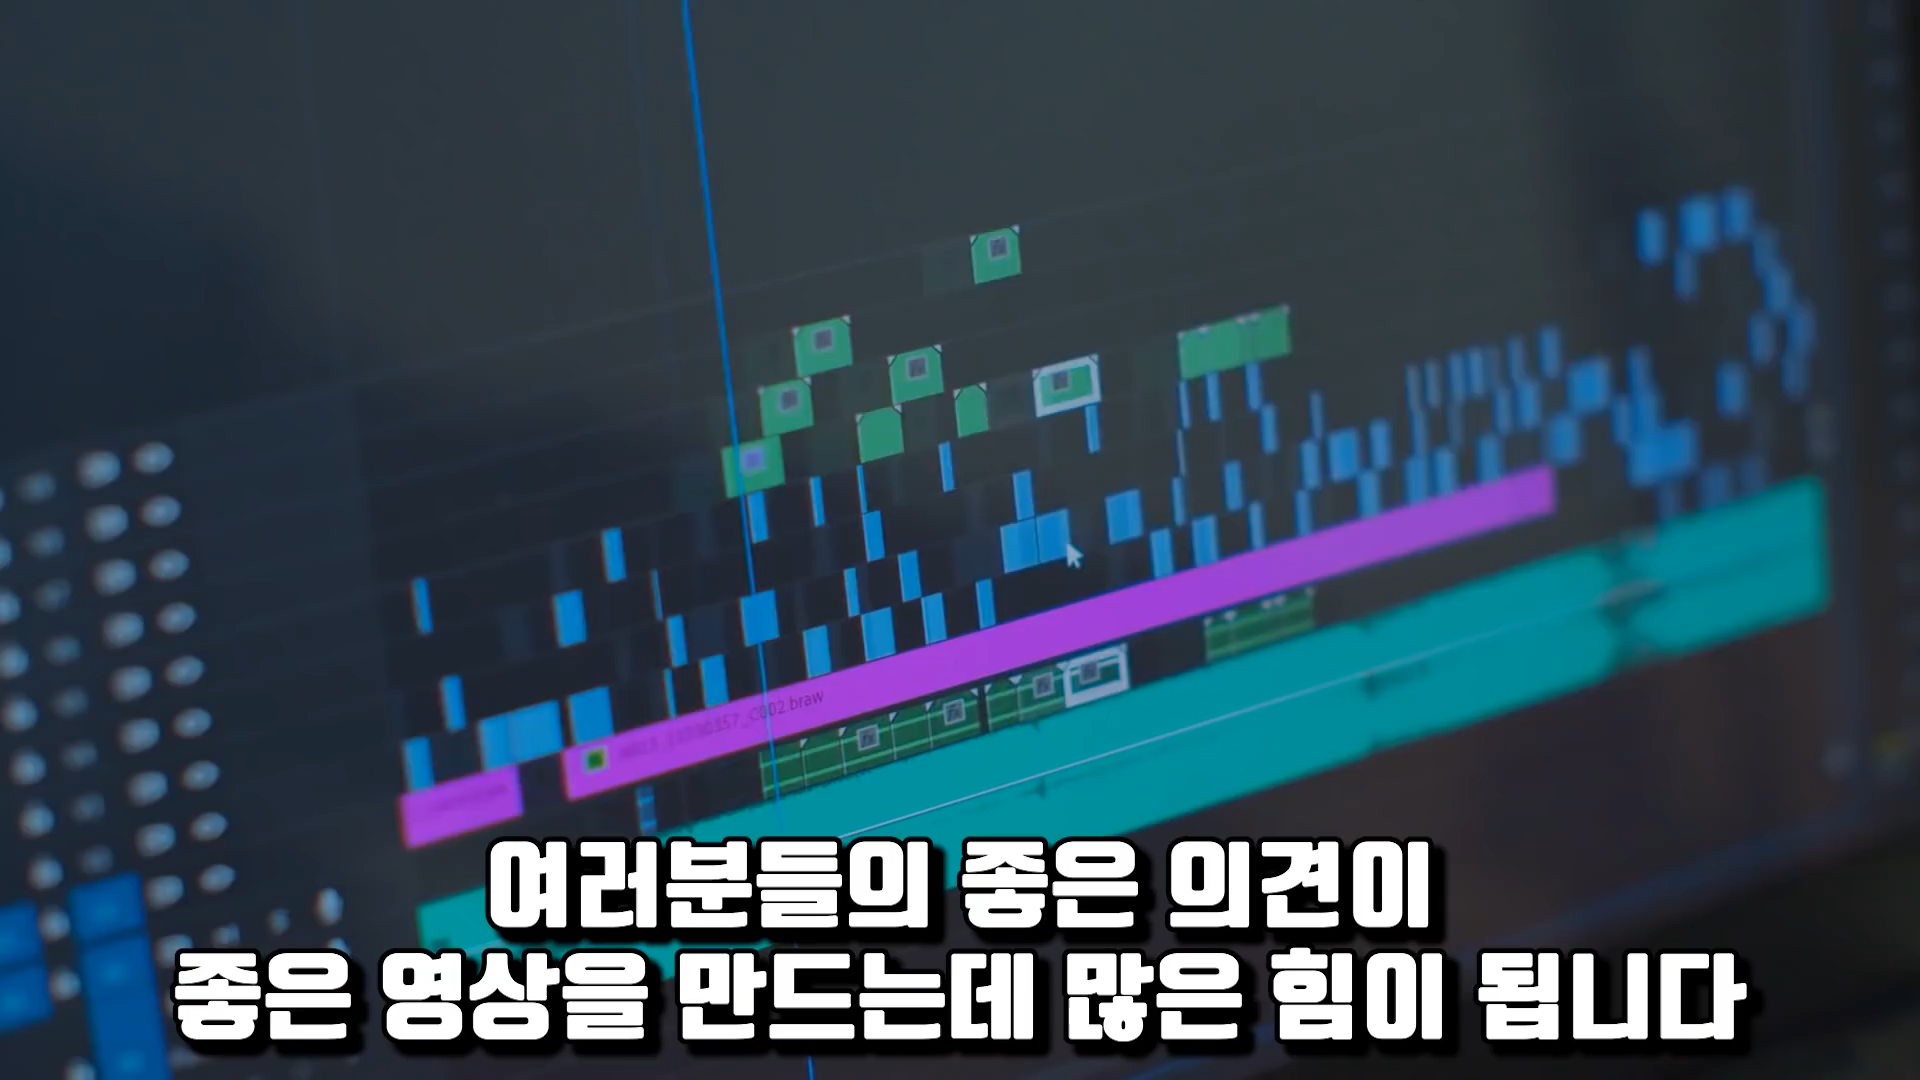 여러분들의 좋은 의견이
좋은 영상을 만드는데 많은 힘이 됩니다